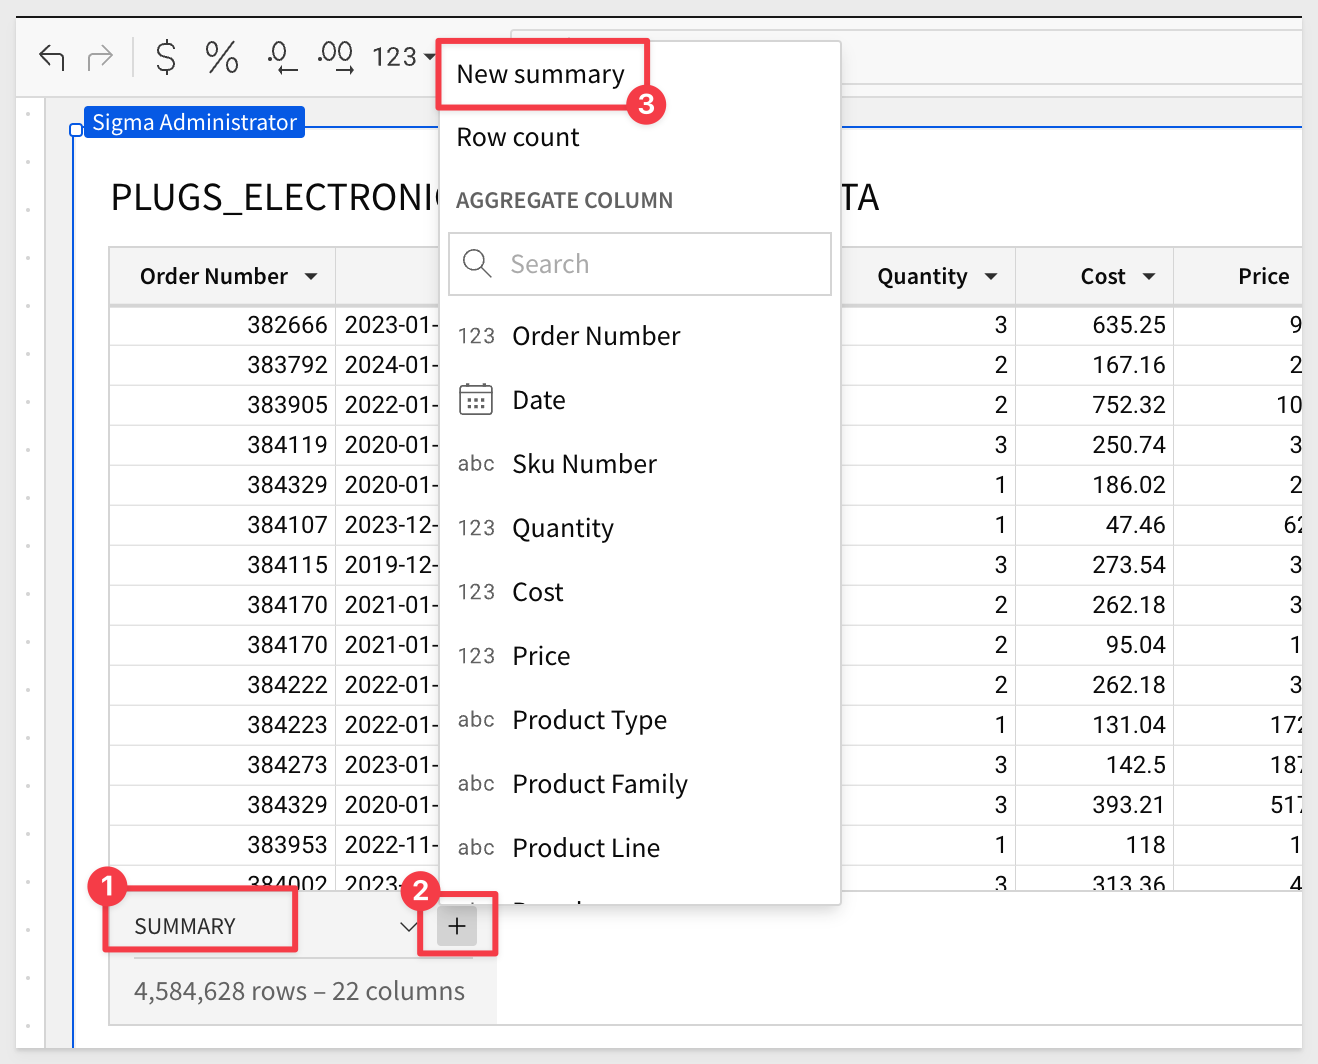 $ % .0 .00 123
New summary
3
Row count
Sigma Administrator
AGGREGATE COLUMN
Search
123 Order Number
Date
abc Sku Number
123 Quantity
123 Cost
123 Price
abc Product Type
abc Product Family
abc Product Line
PLUGS_ELECTRONIC TA
Order Number Quantity Cost Price
382666 2023-01- 3 635.25 9
383792 2024-01- 2 167.16 2
383905 2022-01- 2 752.32 10
384119 2020-01- 3 250.74 3
384329 2020-01- 1 186.02 2
384107 2023-12- 1 47.46 62
384115 2019-12- 3 273.54 3
384170 2021-01- 2 262.18 3
384170 2021-01- 2 95.04 1
384222 2022-01- 2 262.18 3
384223 2022-01- 1 131.04 172
384273 2023-01- 3 142.5 187
384329 2020-01- 3 393.21 517
383953 2022-11- 1 118 1
384002 2023- 3 313.36 4
1
SUMMARY
2
+
4,584,628 rows – 22 columns